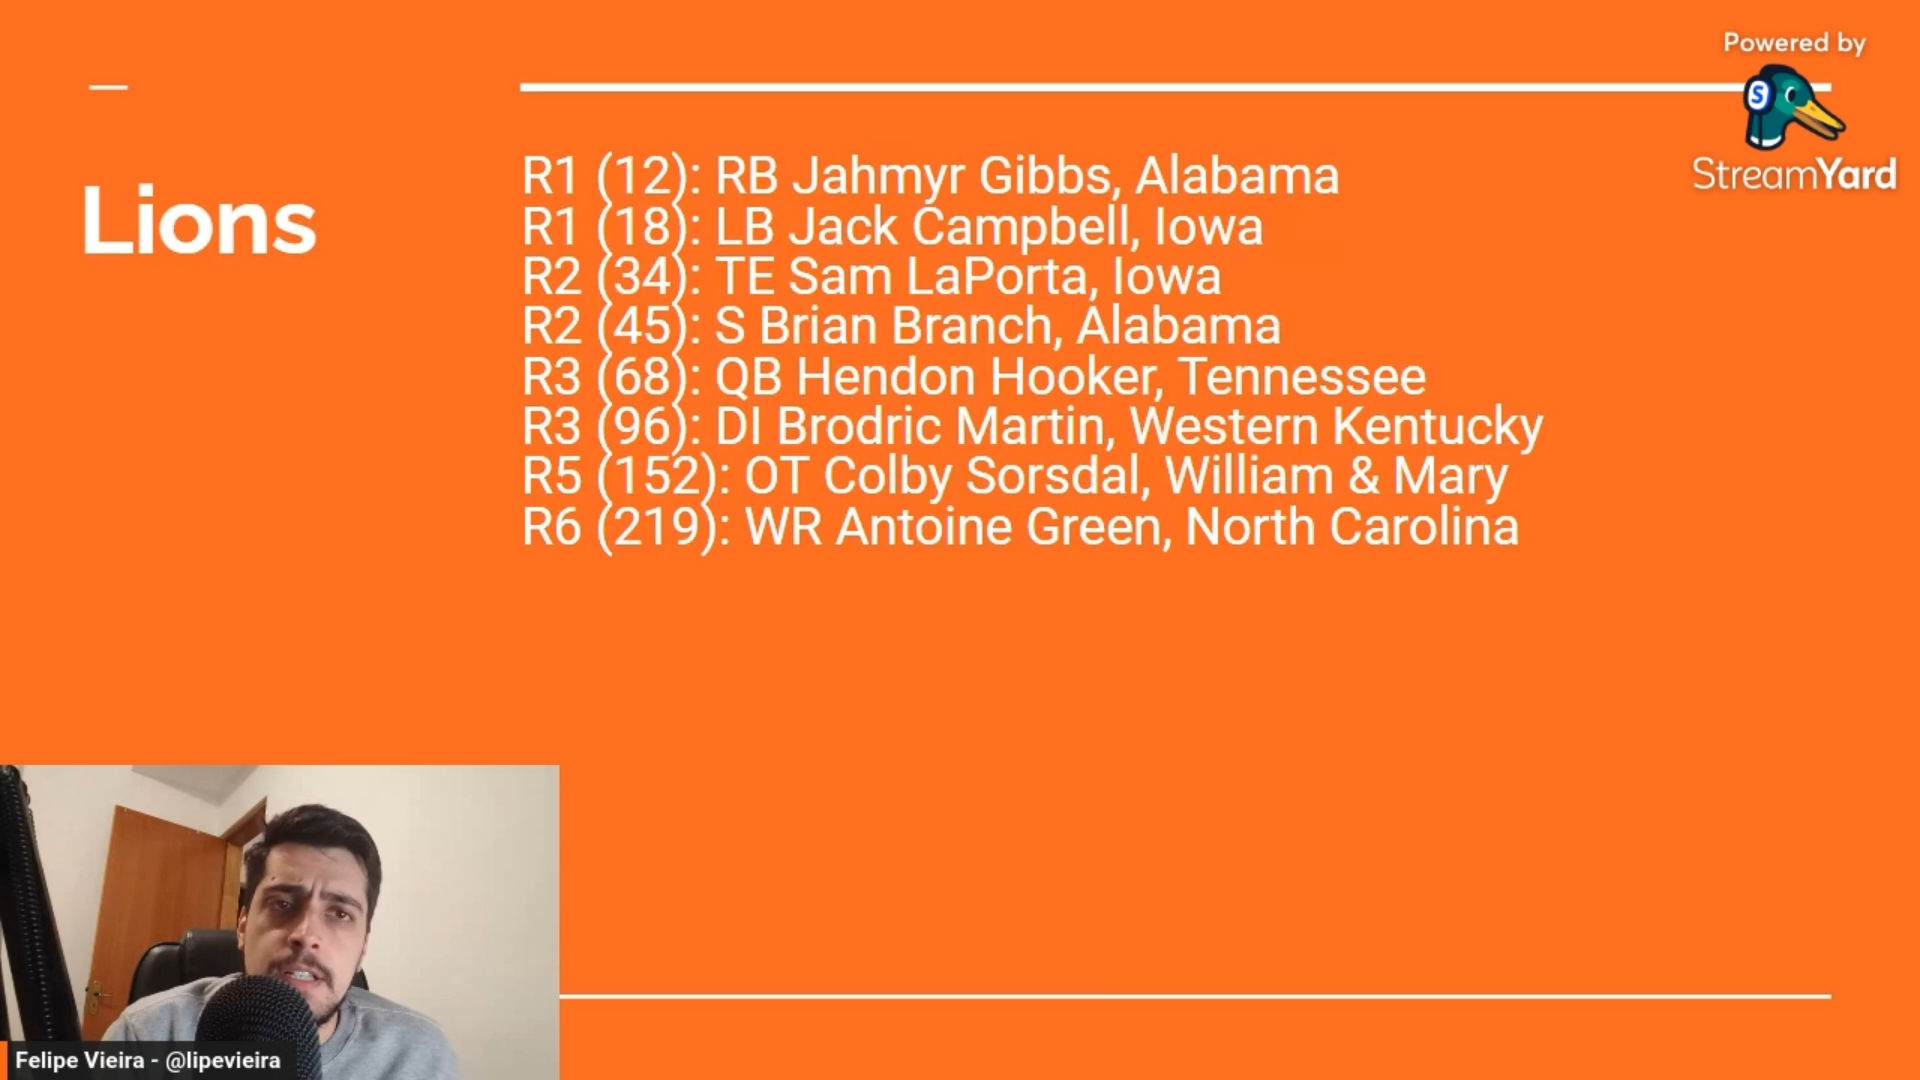 Powered by
StreamYard
Lions
R1 (12): RB Jahmyr Gibbs, Alabama
R1 (18): LB Jack Campbell, Iowa
R2 (34): TE Sam LaPorta, Iowa
R2 (45): S Brian Branch, Alabama
R3 (68): QB Hendon Hooker, Tennessee
R3 (96): DI Brodric Martin, Western Kentucky
R5 (152): OT Colby Sorsdal, William & Mary
R6 (219): WR Antoine Green, North Carolina
Felipe Vieira - @lipevieira